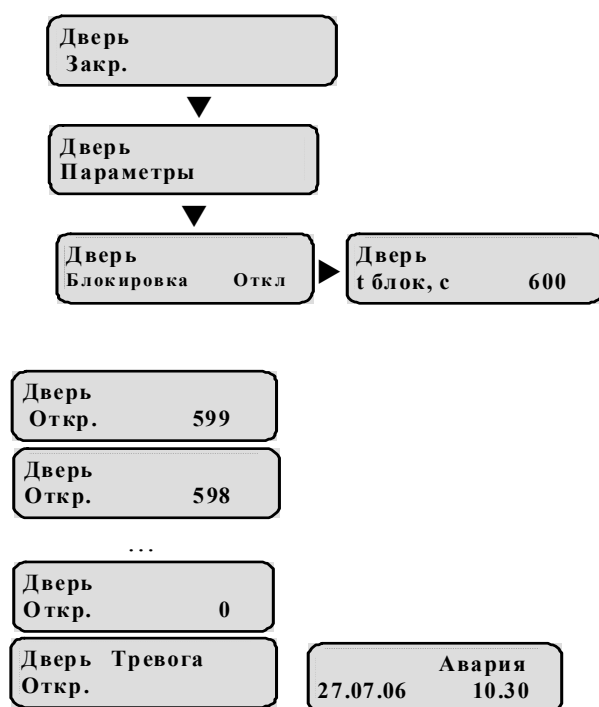 Дверь
Закр.
Дверь
Параметры
Дверь
Блокировка Откл
Дверь
t блок, с 600
Дверь
Откр. 599
Дверь
Откр. 598
...
Дверь
Откр. 0
Дверь Тревога
Откр.
Авария
27.07.06 10.30